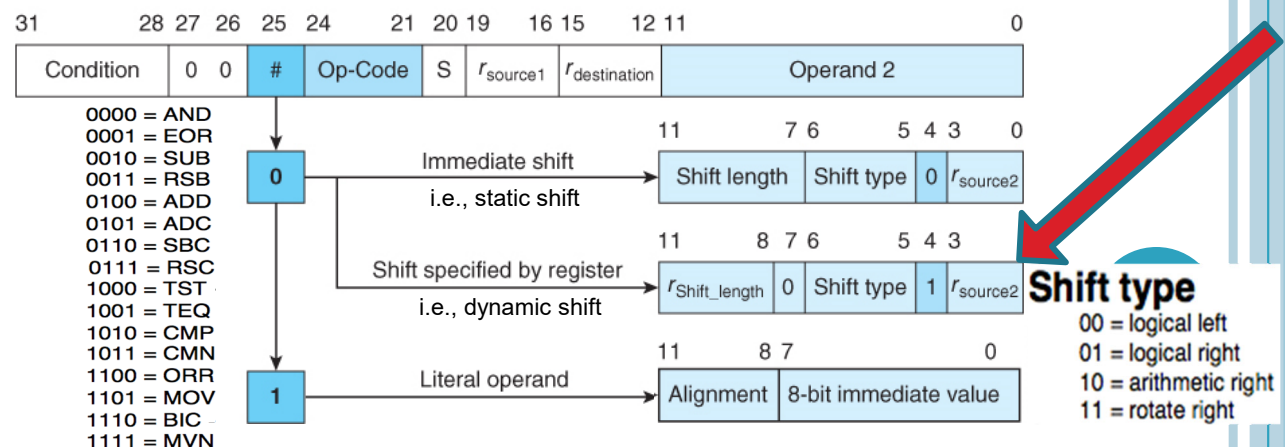 31 28 27 26 25 24 21 20 19 16 15 12 11 0
Condition 0 0 # Op-Code S rsource1 rdestination Operand 2
0000 = AND
0001 = EOR
0010 = SUB
0011 = RSB
0100 = ADD
0101 = ADC
0110 = SBC
0111 = RSC
1000 = TST
1001 = TEQ
1010 = CMP
1011 = CMN
1100 = ORR
1101 = MOV
1110 = BIC
1111 = MVN
0
Immediate shift
i.e., static shift
11 7 6 5 4 3 0
Shift length Shift type 0 rsource2
Shift specified by register
i.e., dynamic shift
11 8 7 6 5 4 3
rShift_length 0 Shift type 1 rsource2
1
Literal operand
11 8 7 0
Alignment 8-bit immediate value
Shift type
00 = logical left
01 = logical right
10 = arithmetic right
11 = rotate right